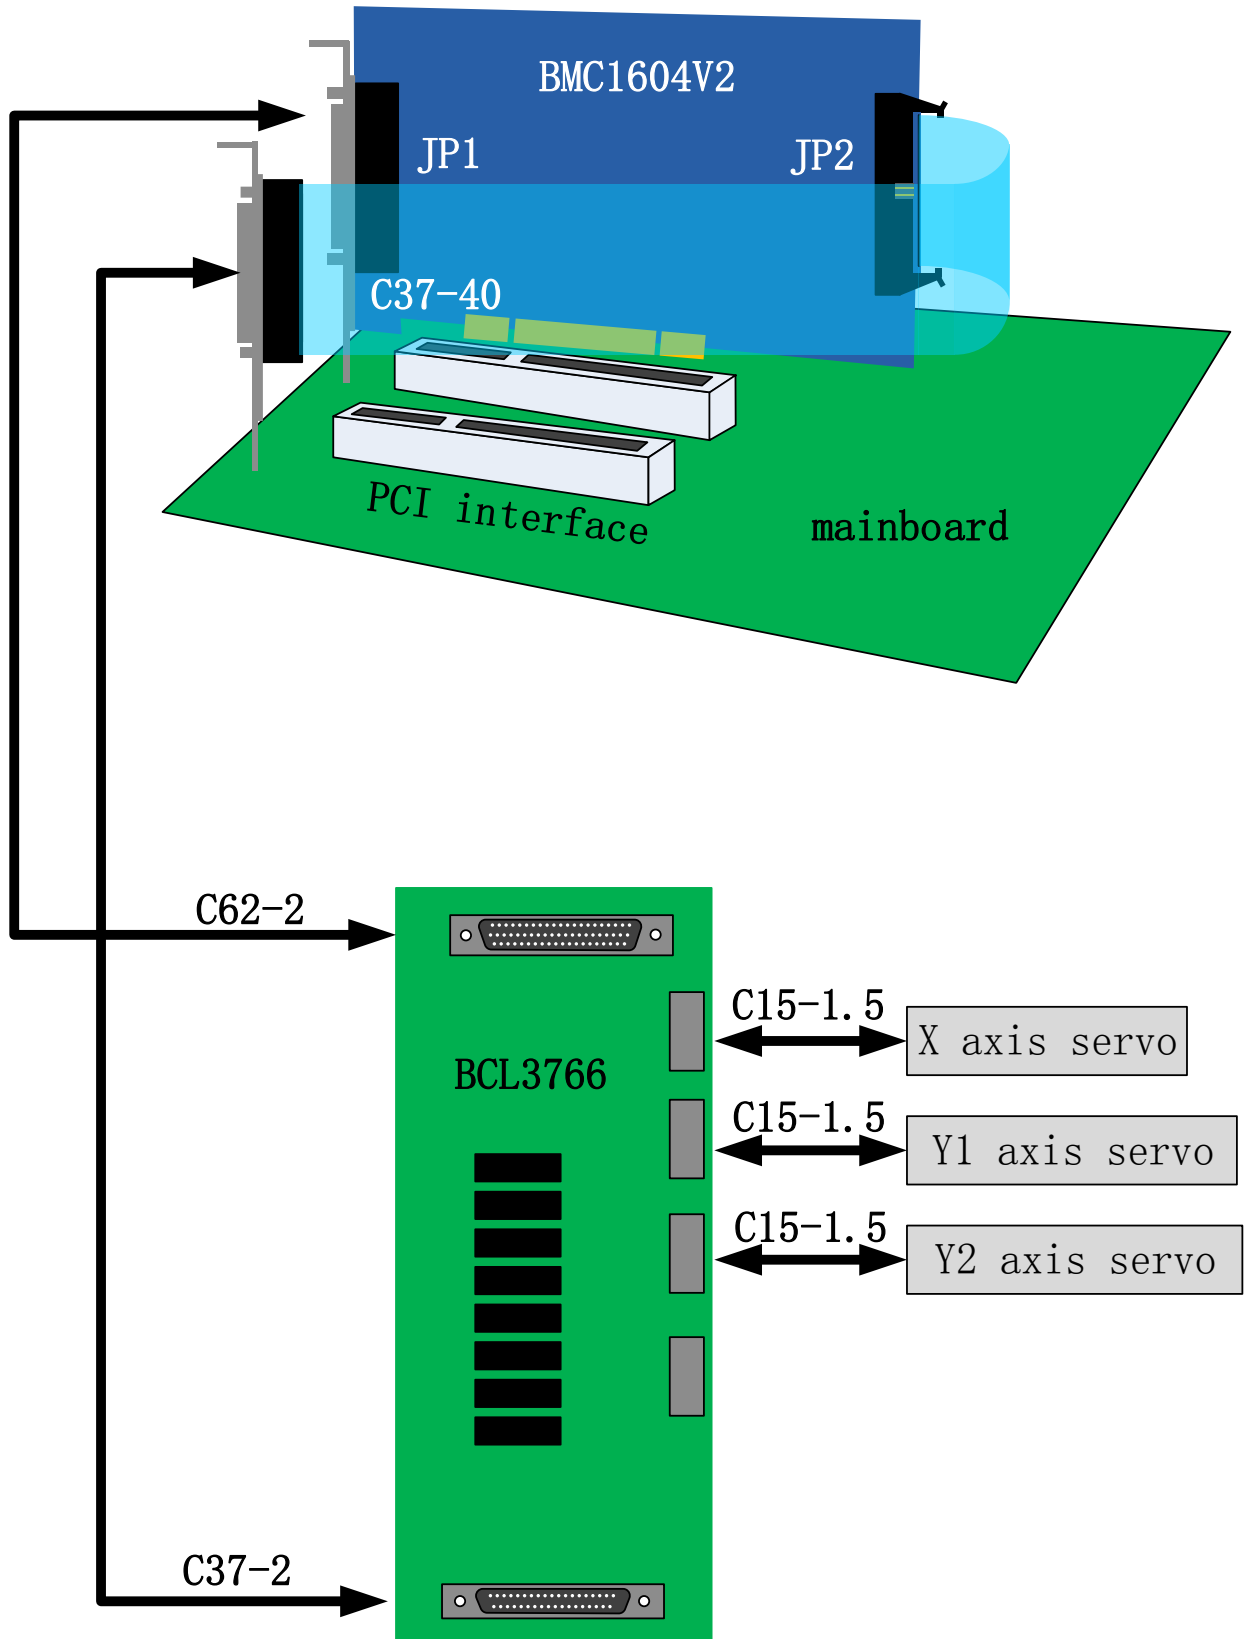 BMC1604V2
JP1
JP2
C37-40
PCI interface
mainboard
C62-2
C15-1.5
X axis servo
BCL3766
C15-1.5
Y1 axis servo
C15-1.5
Y2 axis servo
C37-2